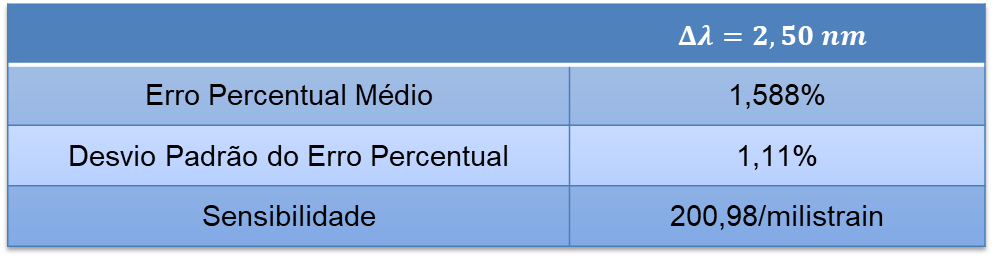 Δλ = 2, 50 nm
Erro Percentual Médio 1,588%
Desvio Padrão do Erro Percentual 1,11%
Sensibilidade 200,98/milistrain